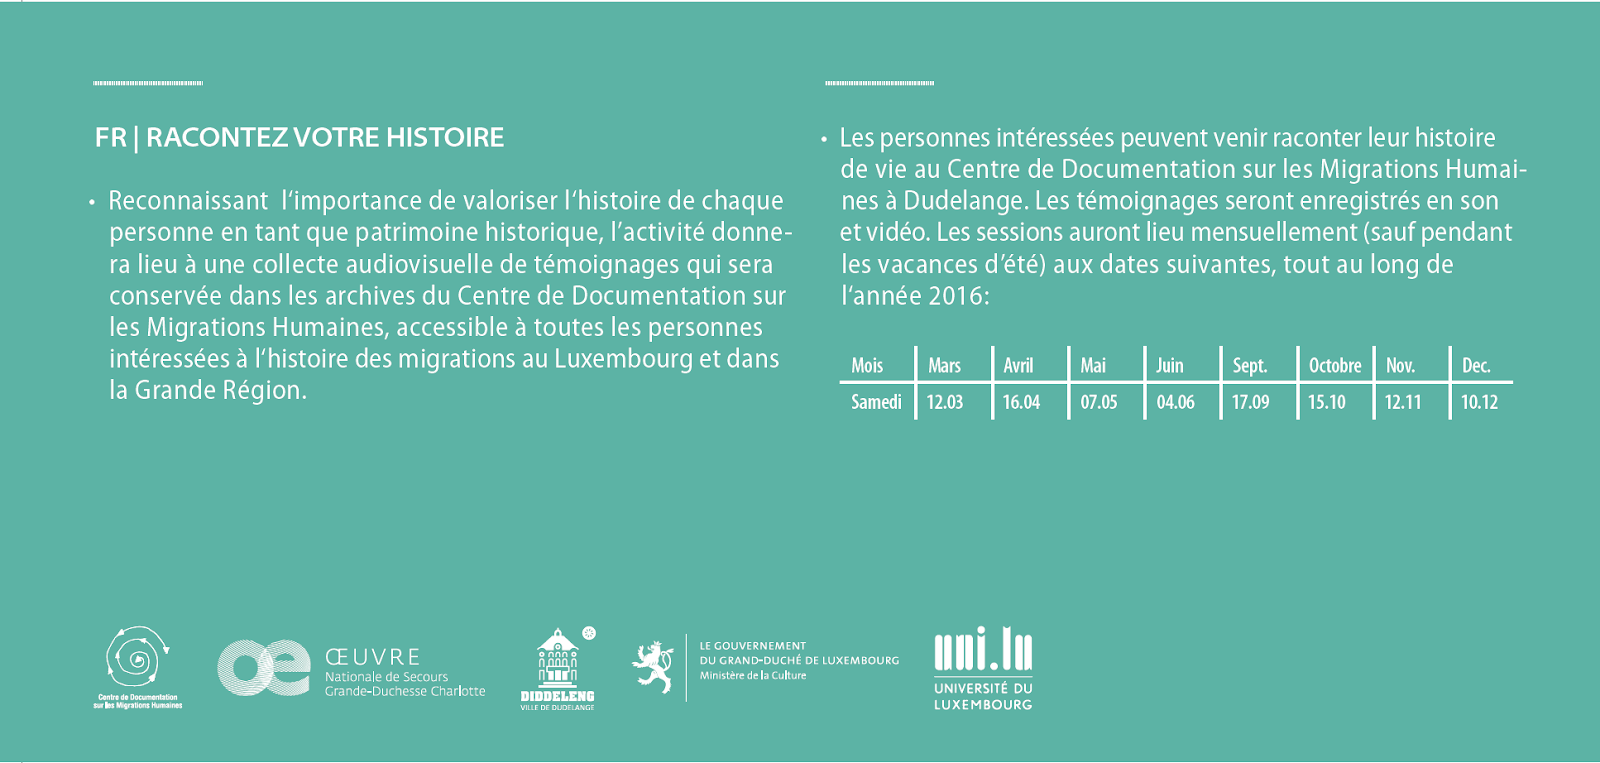 FR | RACONTEZ VOTRE HISTOIRE
• Reconnaissant l‘importance de valoriser l‘histoire de chaque
personne en tant que patrimoine historique, l’activité donne-
ra lieu à une collecte audiovisuelle de témoignages qui sera
conservée dans les archives du Centre de Documentation sur
les Migrations Humaines, accessible à toutes les personnes
intéressées à l‘histoire des migrations au Luxembourg et dans
la Grande Région.
• Les personnes intéressées peuvent venir raconter leur histoire
de vie au Centre de Documentation sur les Migrations Humai-
nes à Dudelange. Les témoignages seront enregistrés en son
et vidéo. Les sessions auront lieu mensuellement (sauf pendant
les vacances d’été) aux dates suivantes, tout au long de
l‘année 2016:
Mois Mars Avril Mai Juin Sept. Octobre Nov. Dec.
Samedi 12.03 16.04 07.05 04.06 17.09 15.10 12.11 10.12
Centre de Documentation
sur les Migrations Humaines
oe
ŒUVRE
Nationale de Secours
Grande-Duchesse Charlotte
DIDDELENG
VILLE DE DUDELANGE
LE GOUVERNEMENT
DU GRAND-DUCHÉ DE LUXEMBOURG
Ministère de la Culture
uni.lu
UNIVERSITÉ DU
LUXEMBOURG